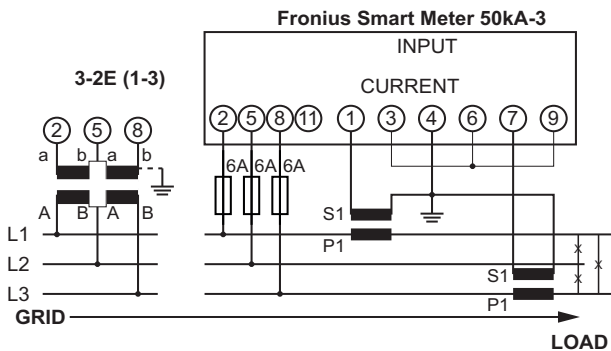 Fronius Smart Meter 50kA-3
INPUT
3-2E (1-3)
CURRENT
2 5 8
2 5 8 11 1 3 4 6 7 9
a b a b
6A 6A 6A
A B A B
S1
L1
P1
L2
S1
L3
P1
GRID
LOAD